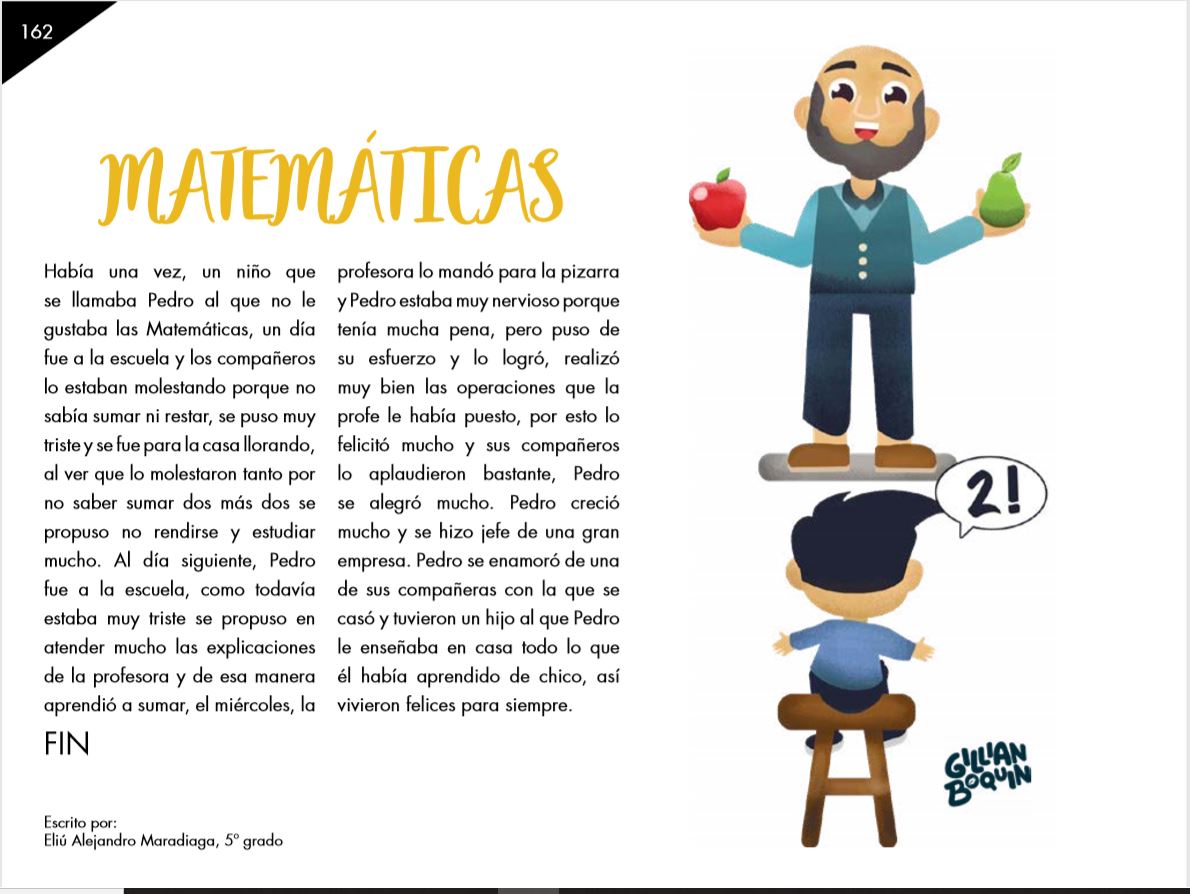 162
MATEMÁTICAS
Había una vez, un niño que
se llamaba Pedro al que no le
gustaba las Matemáticas, un día
fue a la escuela y los compañeros
lo estaban molestando porque no
sabía sumar ni restar, se puso muy
triste y se fue para la casa llorando,
al ver que lo molestaron tanto por
no saber sumar dos más dos se
propuso no rendirse y estudiar
mucho. Al día siguiente, Pedro
fue a la escuela, como todavía
estaba muy triste se propuso en
atender mucho las explicaciones
de la profesora y de esa manera
aprendió a sumar, el miércoles, la
profesora lo mandó para la pizarra
y Pedro estaba muy nervioso porque
tenía mucha pena, pero puso de
su esfuerzo y lo logró, realizó
muy bien las operaciones que la
profe le había puesto, por esto lo
felicitó mucho y sus compañeros
lo aplaudieron bastante, Pedro
se alegró mucho. Pedro creció
mucho y se hizo jefe de una gran
empresa. Pedro se enamoró de una
de sus compañeras con la que se
casó y tuvieron un hijo al que Pedro
le enseñaba en casa todo lo que
él había aprendido de chico, así
vivieron felices para siempre.
FIN
Escrito por:
Eliú Alejandro Maradiaga, 5º grado
2!
GILLIAN
BOQUIN